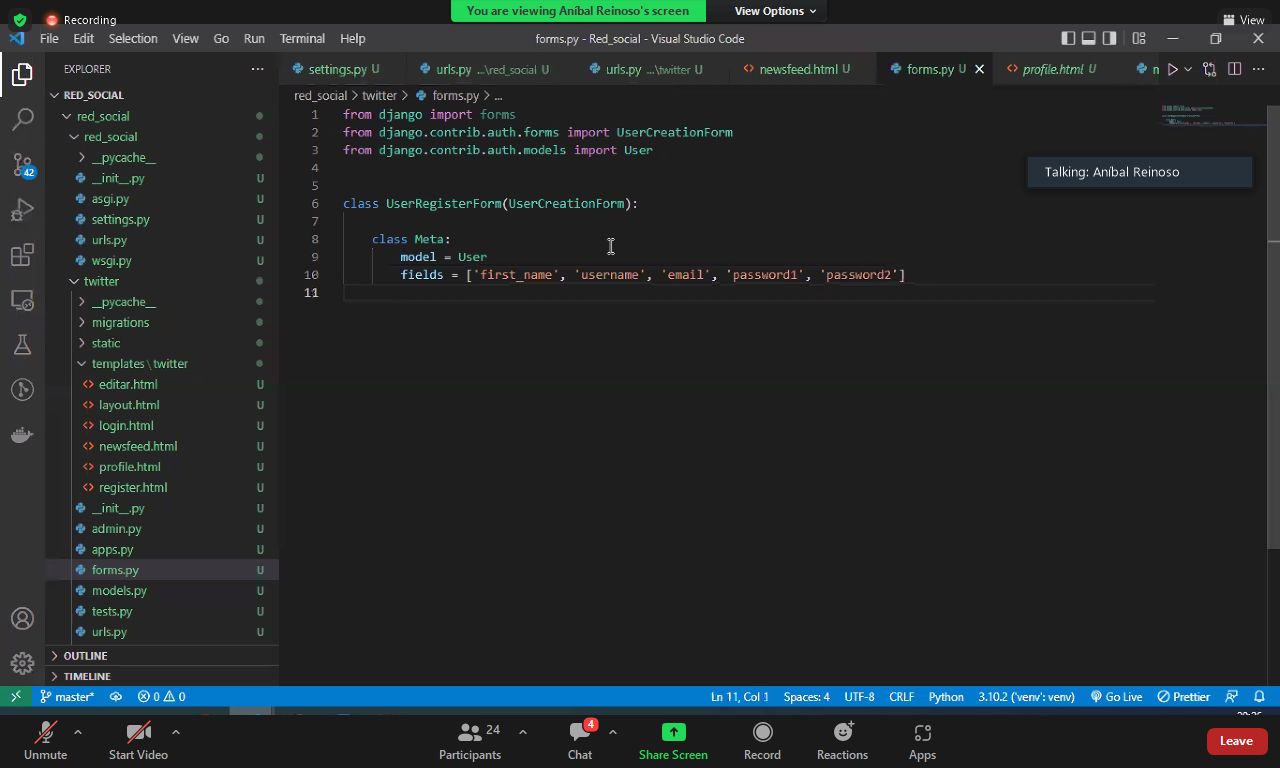 Recording
You are viewing Aníbal Reinoso's screen
View Options
View
File Edit Selection View Go Run Terminal Help
forms.py - Red_social - Visual Studio Code
EXPLORER
settings.py U
urls.py ...\red_social U
urls.py ...\twitter U
newsfeed.html U
forms.py U
profile.html U
RED_SOCIAL
red_social > twitter > forms.py > ...
red_social
red_social
__pycache__
__init__.py U
asgi.py U
settings.py U
urls.py U
wsgi.py U
twitter
__pycache__
migrations
static
templates\twitter
editar.html U
layout.html U
login.html U
newsfeed.html U
profile.html U
register.html U
__init__.py U
admin.py U
apps.py U
forms.py U
models.py U
tests.py U
urls.py U
OUTLINE
TIMELINE
42
1 from django import forms
2 from django.contrib.auth.forms import UserCreationForm
3 from django.contrib.auth.models import User
4
5
6 class UserRegisterForm(UserCreationForm):
7
8 class Meta:
9 model = User
10 fields = ['first_name', 'username', 'email', 'password1', 'password2']
11
Talking: Aníbal Reinoso
master* 0 0
Ln 11, Col 1 Spaces: 4 UTF-8 CRLF Python 3.10.2 ('venv': venv) Go Live Prettier
Unmute
Start Video
Participants 24
Chat 4
Share Screen
Record
Reactions
Apps
Leave